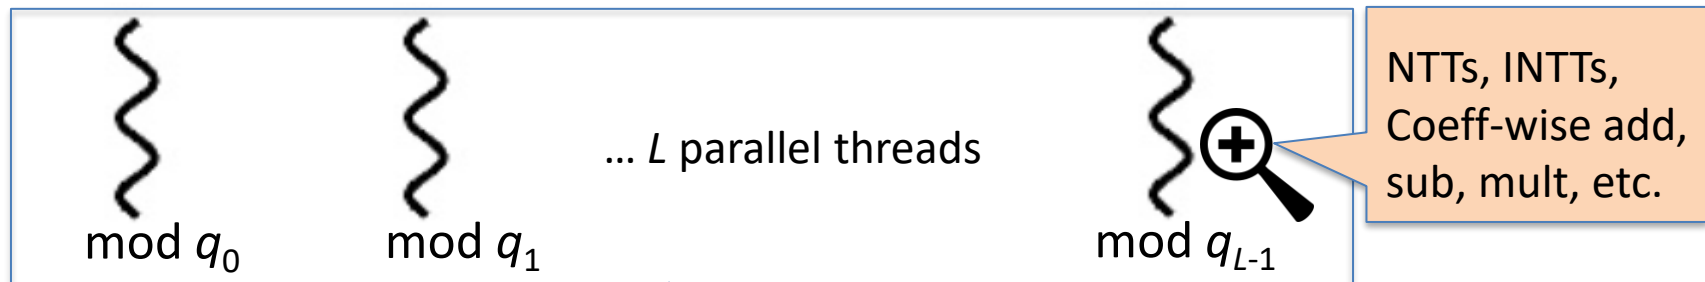 NTTs, INTTs,
Coeff-wise add,
sub, mult, etc.
... L parallel threads
mod q0
mod q1
mod qL-1